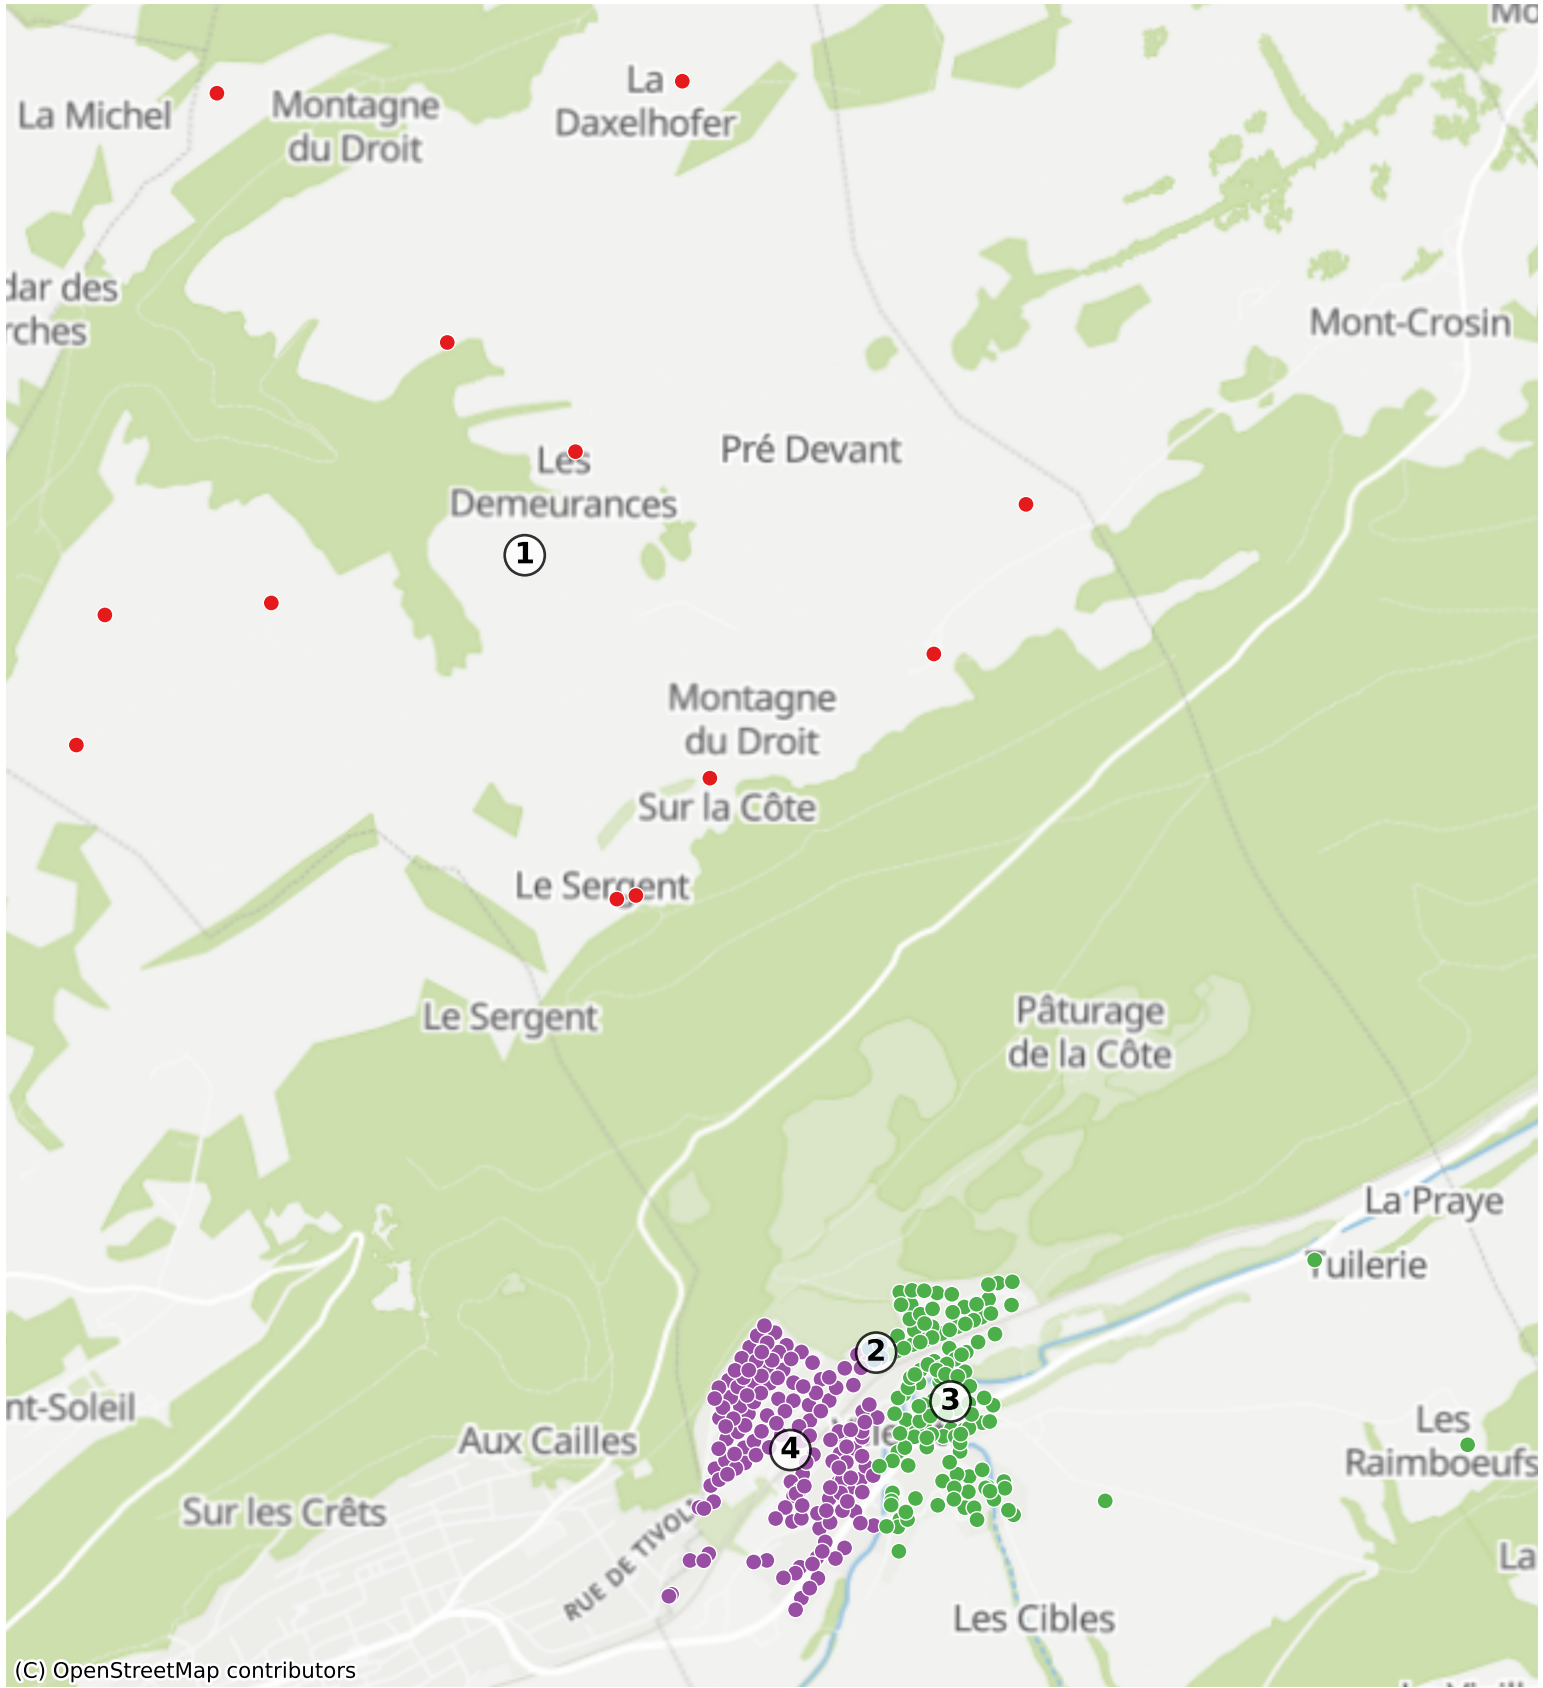 La
Daxelhofer
La Michel
Montagne
du Droit
dar des
rches
Mont-Crosin
Les
Demeurances
Pré Devant
1
Montagne
du Droit
Sur la Côte
Le Sergent
Le Sergent
Pâturage
de la Côte
La Praye
Tuilerie
2
3
nt-Soleil
Aux Cailles
4
Les
Raimboeufs
Sur les Crêts
RUE DE TIVOLI
La
Les Cibles
(C) OpenStreetMap contributors